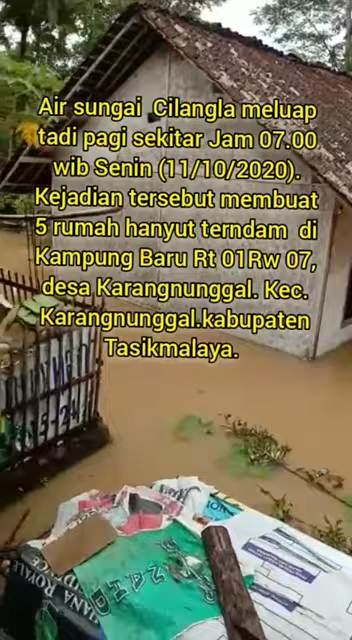 Air sungai Cilangla meluap
tadi pagi sekitar Jam 07.00
wib Senin (11/10/2020).
Kejadian tersebut membuat
5 rumah hanyut terndam di
Kampung Baru Rt 01Rw 07,
desa Karangnunggal. Kec.
Karangnunggal.kabupaten
Tasikmalaya.
ZAID